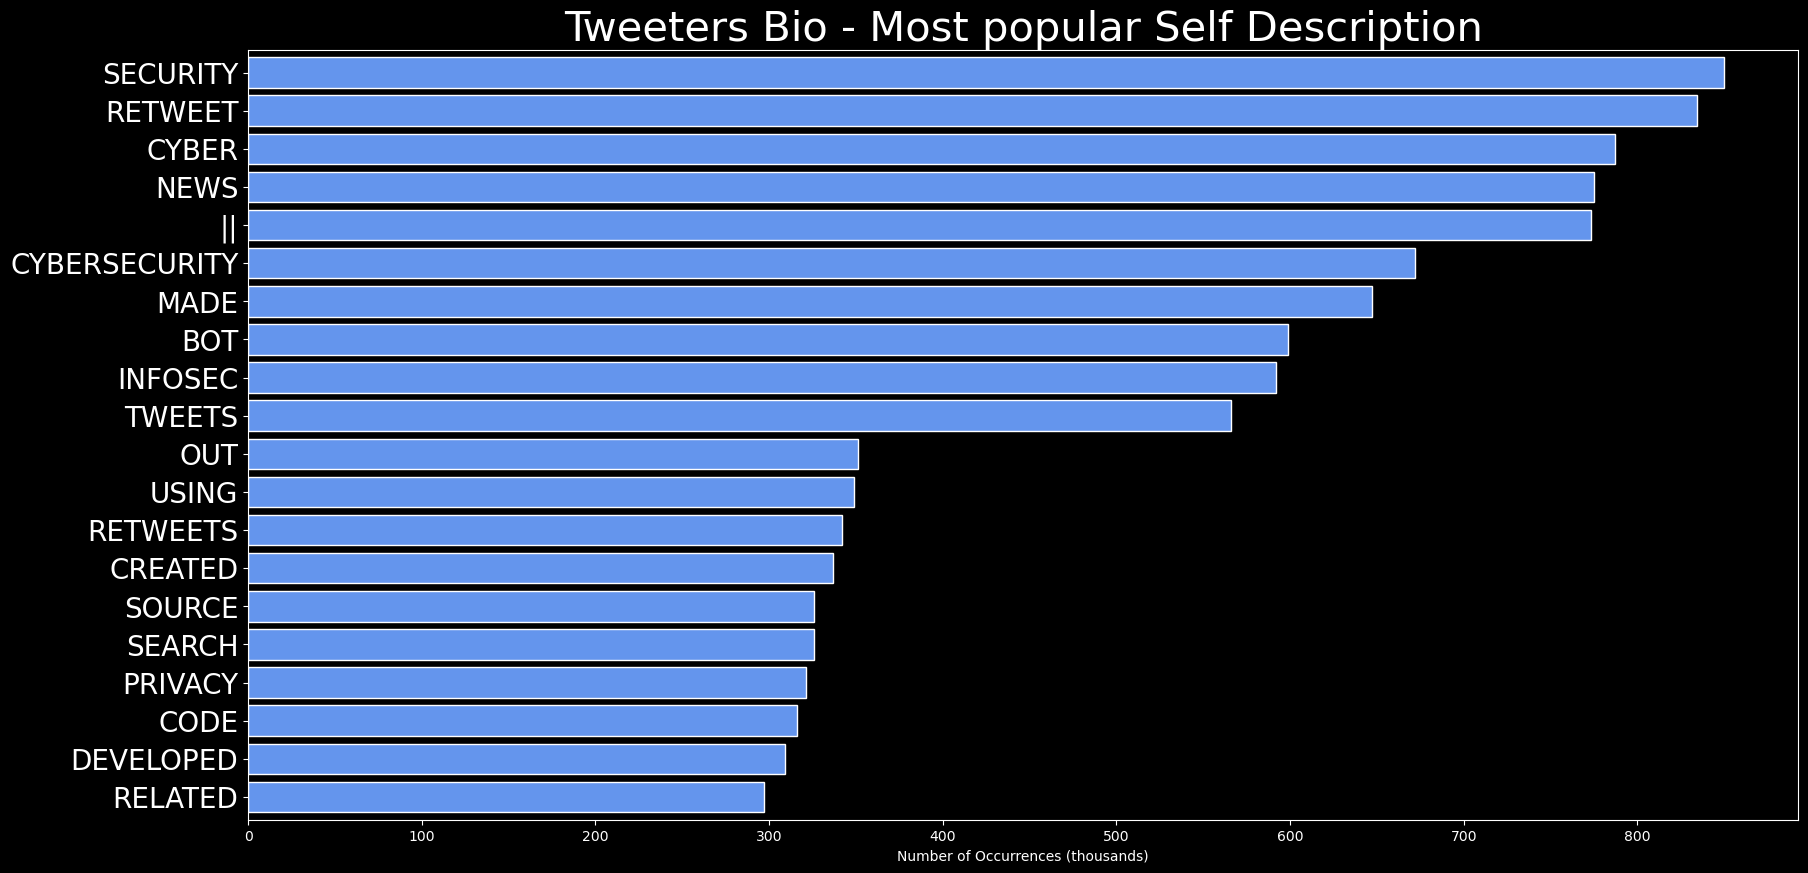 Tweeters Bio - Most popular Self Description
SECURITY
RETWEET
CYBER
NEWS
||
CYBERSECURITY
MADE
BOT
INFOSEC
TWEETS
OUT
USING
RETWEETS
CREATED
SOURCE
SEARCH
PRIVACY
CODE
DEVELOPED
RELATED
0 100 200 300 400 500 600 700 800
Number of Occurrences (thousands)